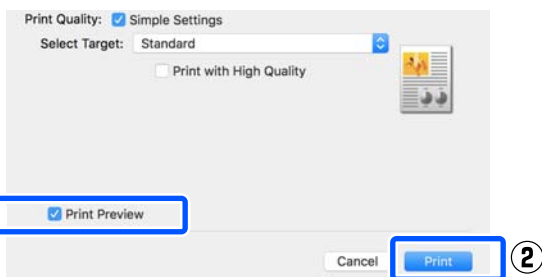 Print Quality: Simple Settings
Select Target: Standard
Print with High Quality
Print Preview
Cancel Print ②